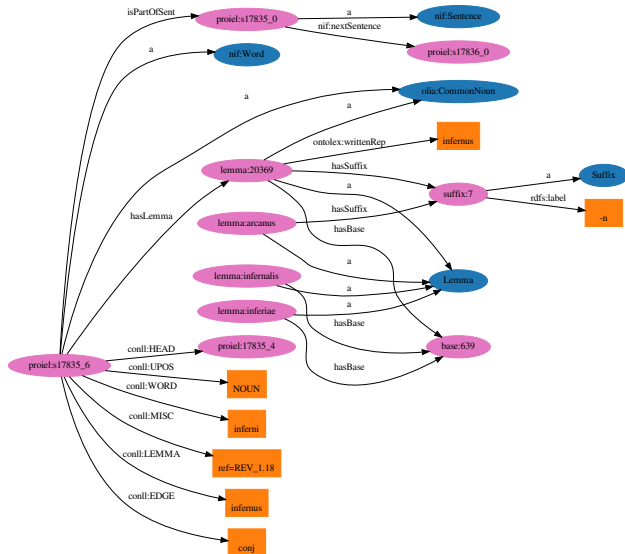 isPartOfSent
proiel:s17835_0
a
nif:Sentence
nif:nextSentence
proiel:s17836_0
a
nif:Word
a
olia:CommonNoun
a
ontolex:writtenRep
infernus
hasLemma
lemma:20369
hasSuffix
a
suffix:7
a
Suffix
rdfs:label
-n
lemma:arcanus
hasSuffix
hasBase
a
lemma:infernalis
a
Lemma
lemma:inferiae
a
hasBase
hasBase
base:639
proiel:s17835_6
conll:HEAD
proiel:17835_4
conll:UPOS
NOUN
conll:WORD
inferni
conll:MISC
ref=REV_1.18
conll:LEMMA
infernus
conll:EDGE
conj